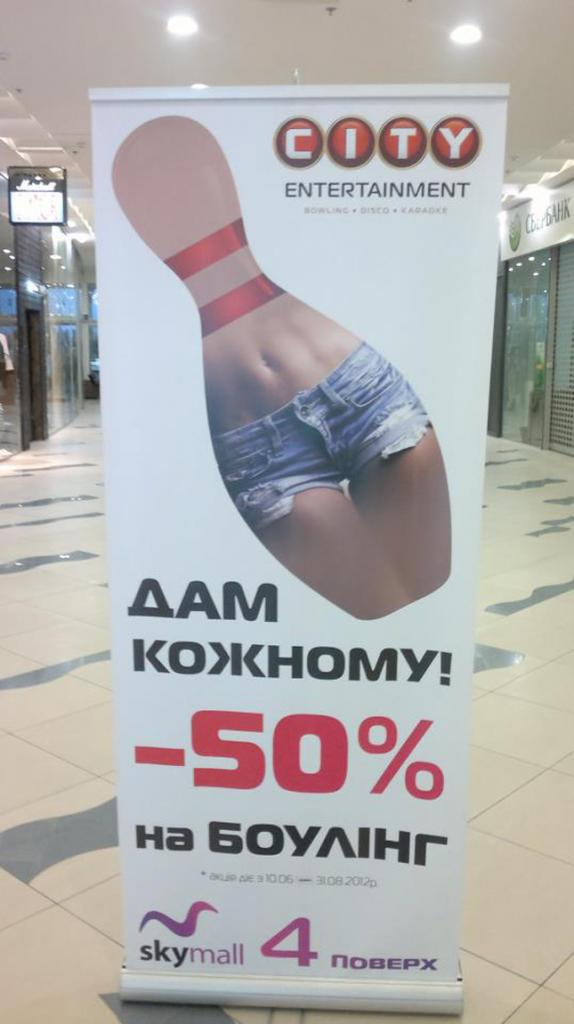 CITY
ENTERTAINMENT
BOWLING • DISCO • KARAOKE
СБЕРБАНК
ДАМ
КОЖНОМУ!
-50%
на БОУЛІНГ
* акція діє з 10.06 — 31.08.2012р.
skymall 4 ПОВЕРХ